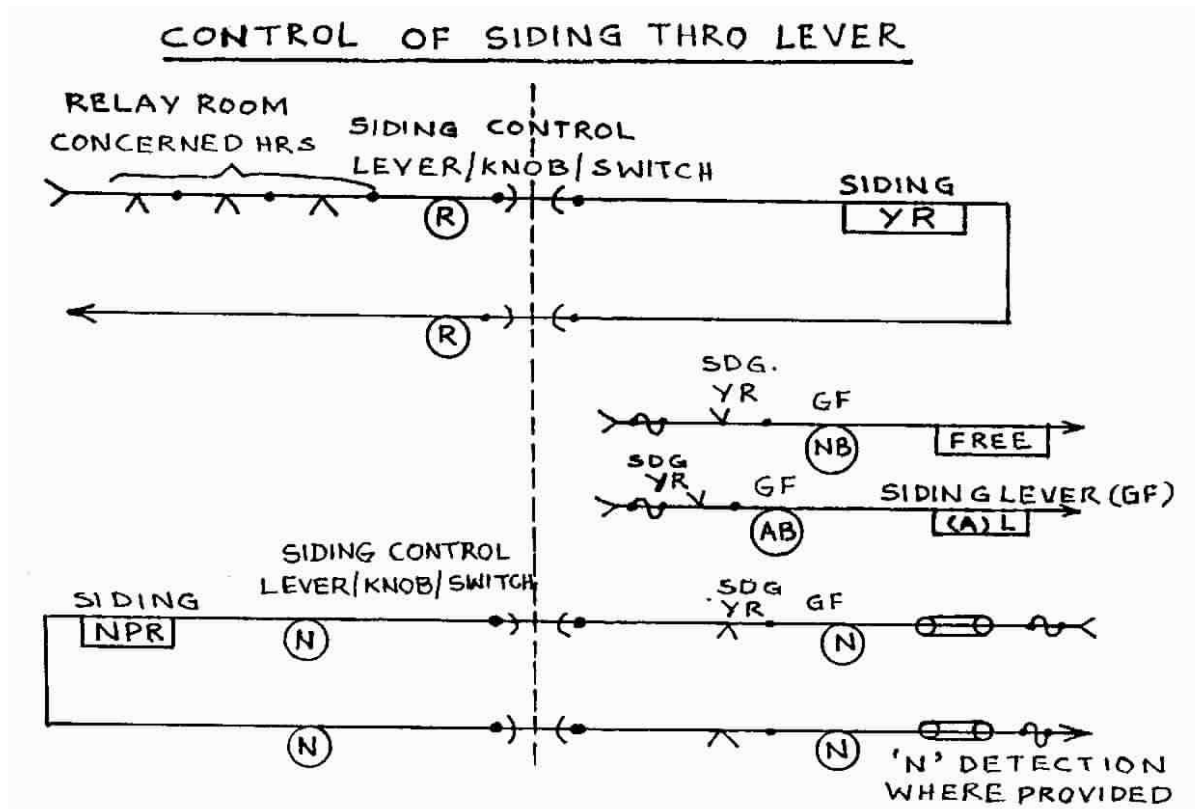 CONTROL OF SIDING THRO LEVER
RELAY ROOM
CONCERNED HRS
SIDING CONTROL
LEVER/KNOB/SWITCH
R
SIDING
YR
R
SDG.
YR
GF
NB
FREE
SDG
YR
GF
AB
SIDING LEVER (GF)
(A) L
SIDING CONTROL
LEVER/KNOB/SWITCH
SIDING
NPR
N
SDG
YR
GF
N
N
N
'N' DETECTION
WHERE PROVIDED